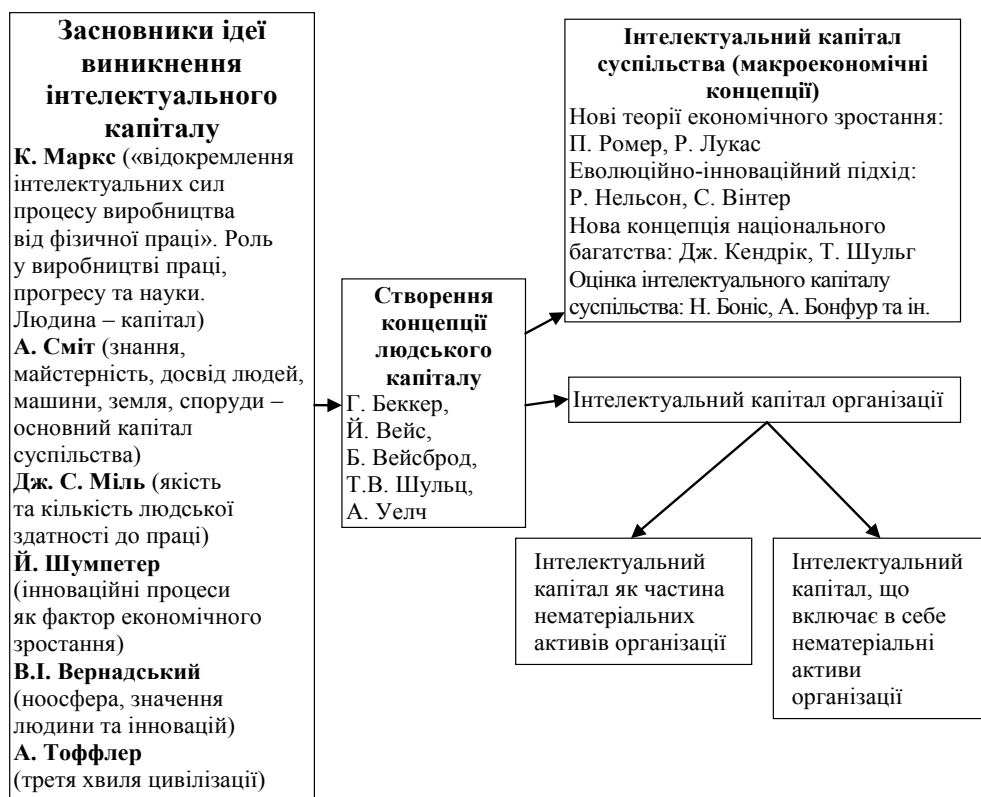 Засновники ідеї
виникнення
інтелектуального
капіталу
К. Маркс («відокремлення
інтелектуальних сил
процесу виробництва
від фізичної праці». Роль
у виробництві праці,
прогресу та науки.
Людина – капітал)
А. Сміт (знання,
майстерність, досвід людей,
машини, земля, споруди –
основний капітал
суспільства)
Дж. С. Міль (якість
та кількість людської
здатності до праці)
Й. Шумпетер
(інноваційні процеси
як фактор економічного
зростання)
В.І. Вернадський
(ноосфера, значення
людини та інновацій)
А. Тоффлер
(третя хвиля цивілізації)
Створення
концепції
людського
капіталу
Г. Беккер,
Й. Вейс,
Б. Вейсброд,
Т.В. Шульц,
А. Уелч
Інтелектуальний капітал
суспільства (макроекономічні
концепції)
Нові теорії економічного зростання:
П. Ромер, Р. Лукас
Еволюційно-інноваційний підхід:
Р. Нельсон, С. Вінтер
Нова концепція національного
багатства: Дж. Кендрік, Т. Шульг
Оцінка інтелектуального капіталу
суспільства: Н. Боніс, А. Бонфур та ін.
Інтелектуальний капітал організації
Інтелектуальний
капітал як частина
нематеріальних
активів організації
Інтелектуальний
капітал, що
включає в себе
нематеріальні
активи
організації